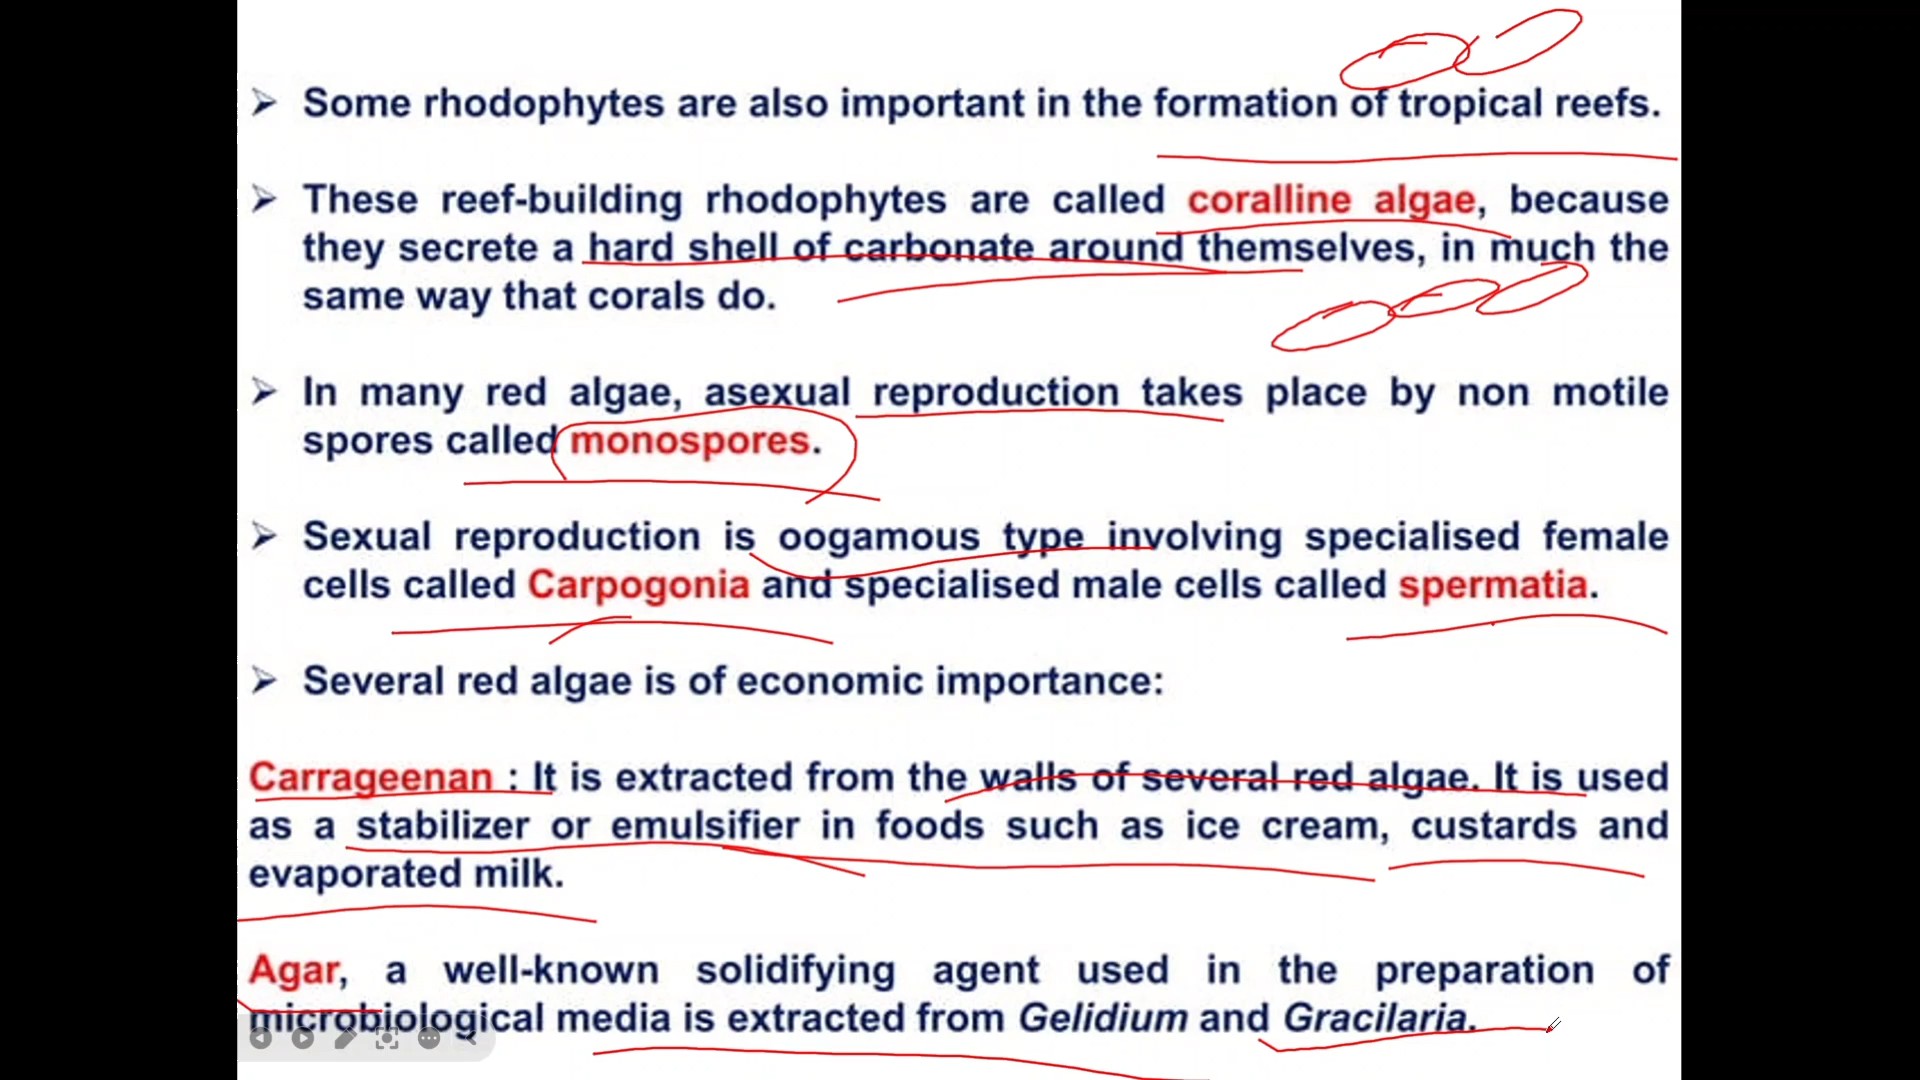 ➢ Some rhodophytes are also important in the formation of tropical reefs.
➢ These reef-building rhodophytes are called coralline algae, because
they secrete a hard shell of carbonate around themselves, in much the
same way that corals do.
➢ In many red algae, asexual reproduction takes place by non motile
spores called monospores.
➢ Sexual reproduction is oogamous type involving specialised female
cells called Carpogonia and specialised male cells called spermatia.
➢ Several red algae is of economic importance:
Carrageenan : It is extracted from the walls of several red algae. It is used
as a stabilizer or emulsifier in foods such as ice cream, custards and
evaporated milk.
Agar, a well-known solidifying agent used in the preparation of
microbiological media is extracted from Gelidium and Gracilaria.